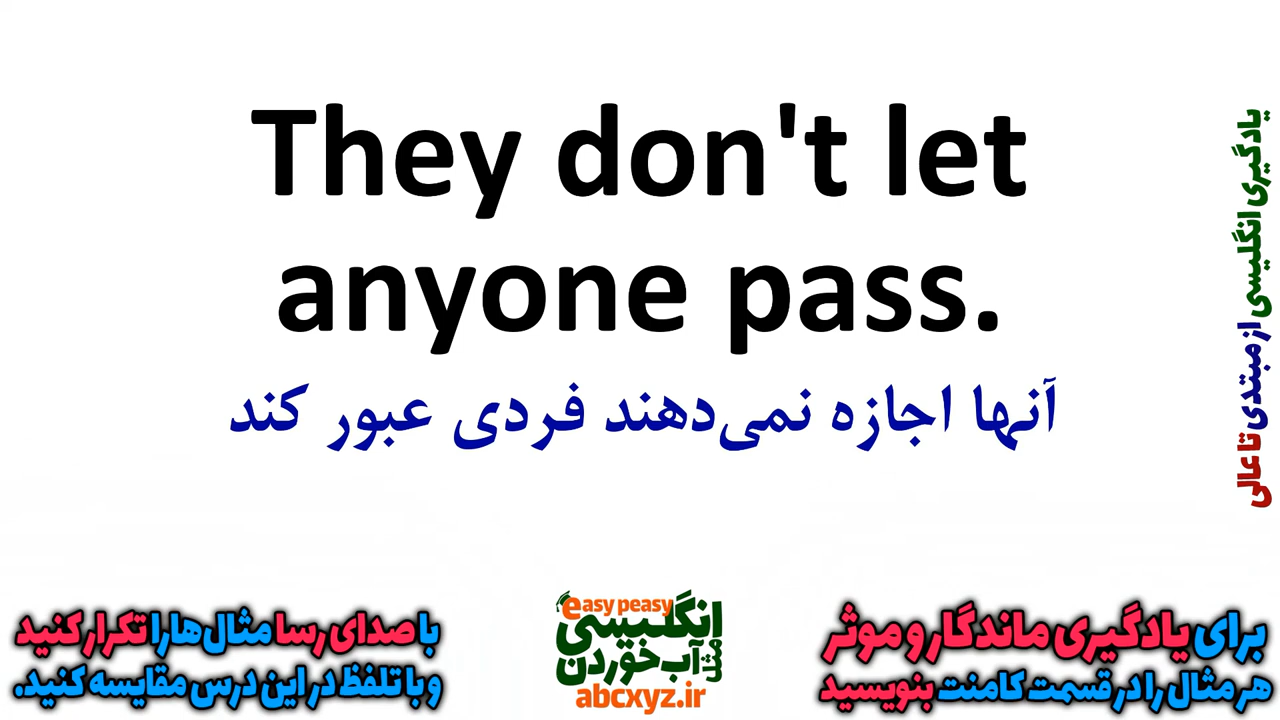 They don't let
anyone pass.
آنها اجازه نمی‌دهند فردی عبور کند
یادگیری انگلیسی از مبتدی تا عالی
برای یادگیری ماندگار و موثر
هر مثال را در قسمت کامنت بنویسید
easy peasy
انگلیسی
مثل
آب خوردن
abcxyz.ir
با صدای رسا مثال‌ها را تکرار کنید
و با تلفظ در این درس مقایسه کنید.